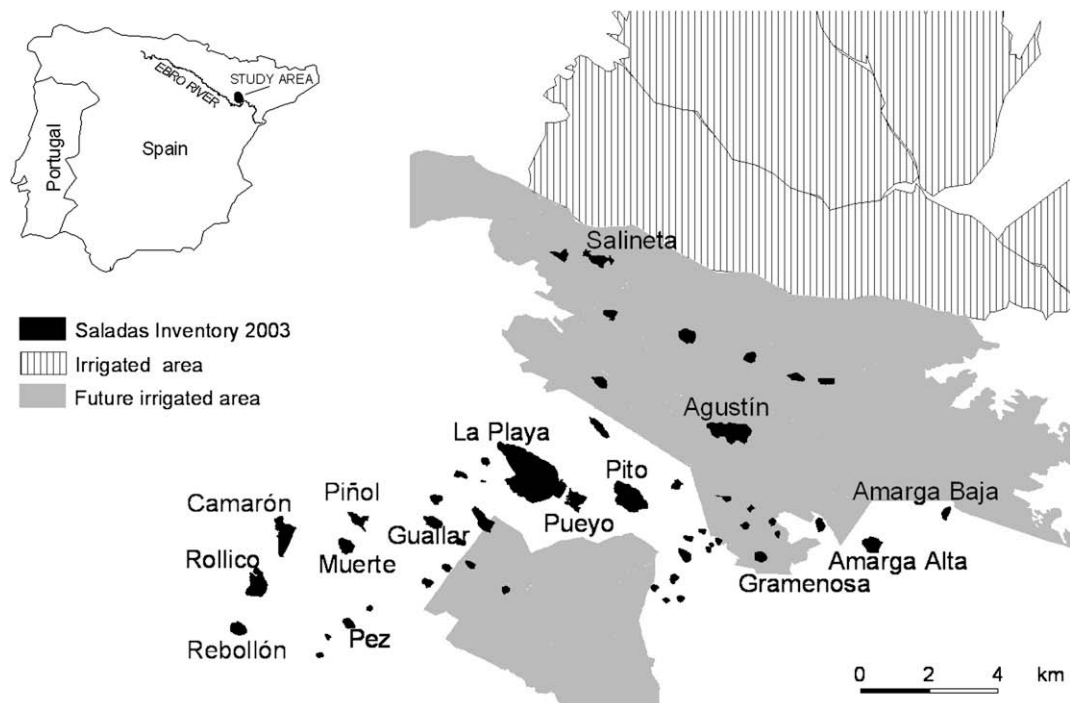 EBRO RIVER
STUDY AREA
Portugal
Spain
Saladas Inventory 2003
Irrigated area
Future irrigated area
Salineta
Agustín
La Playa
Pito
Pueyo
Camarón
Piñol
Guallar
Rollico
Muerte
Amarga Baja
Amarga Alta
Gramenosa
Rebollón
Pez
0 2 4 km